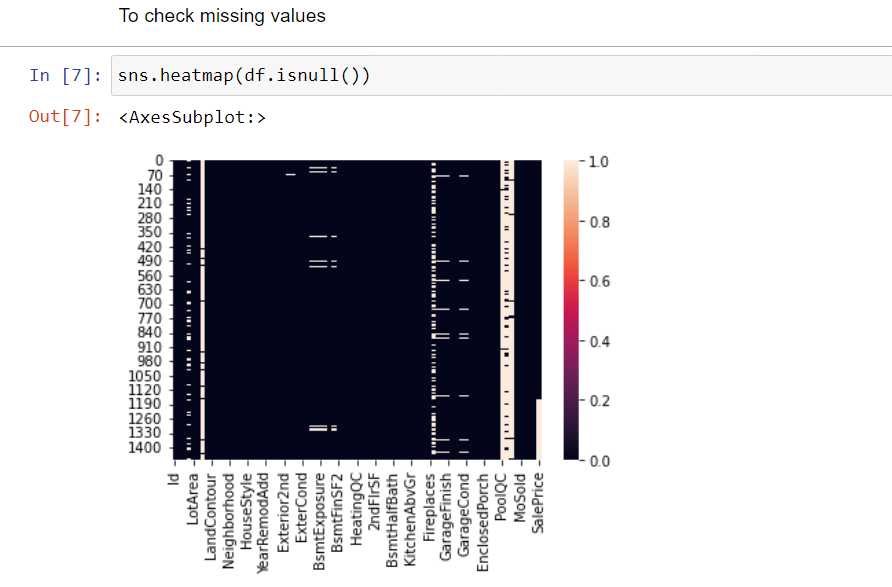 To check missing values
In [7]: sns.heatmap(df.isnull())
Out[7]: <AxesSubplot:>
0
70
140
210
280
350
420
490
560
630
700
770
840
910
980
1050
1120
1190
1260
1330
1400
1.0
0.8
0.6
0.4
0.2
0.0
Id
LotArea
LandContour
Neighborhood
HouseStyle
YearRemodAdd
Exterior2nd
ExterCond
BsmtExposure
BsmtFinSF2
HeatingQC
2ndFlrSF
BsmtHalfBath
KitchenAbvGr
Fireplaces
GarageFinish
GarageCond
EnclosedPorch
PoolQC
MoSold
SalePrice